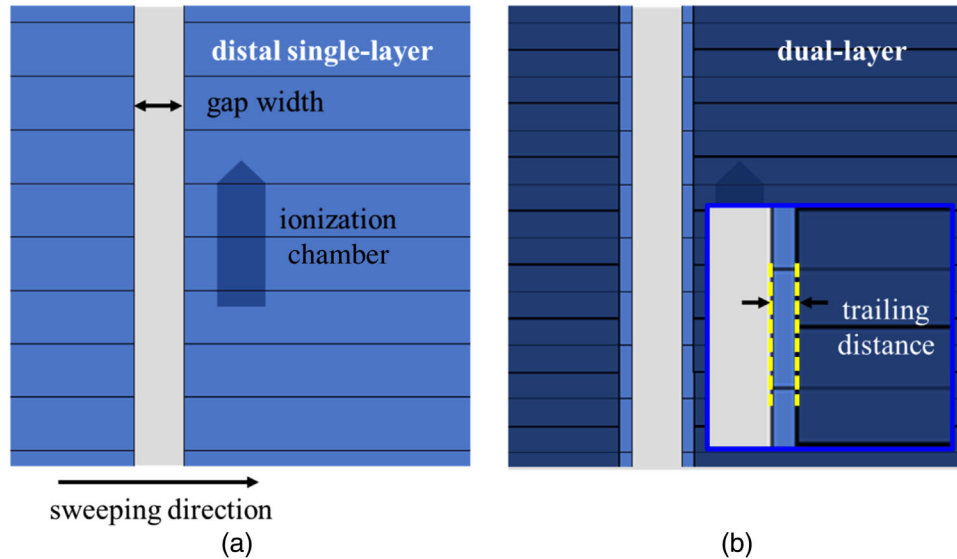 distal single-layer
gap width
ionization
chamber
sweeping direction
(a)
dual-layer
trailing
distance
(b)